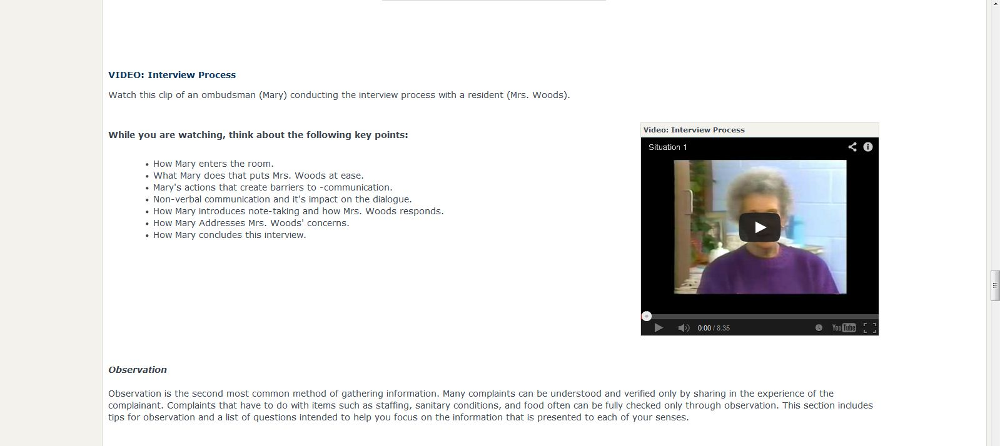 VIDEO: Interview Process
Watch this clip of an ombudsman (Mary) conducting the interview process with a resident (Mrs. Woods).
While you are watching, think about the following key points:
• How Mary enters the room.
• What Mary does that puts Mrs. Woods at ease.
• Mary's actions that create barriers to -communication.
• Non-verbal communication and it's impact on the dialogue.
• How Mary introduces note-taking and how Mrs. Woods responds.
• How Mary Addresses Mrs. Woods' concerns.
• How Mary concludes this interview.
Video: Interview Process
Situation 1
0:00 / 8:35
YouTube
Observation
Observation is the second most common method of gathering information. Many complaints can be understood and verified only by sharing in the experience of the
complainant. Complaints that have to do with items such as staffing, sanitary conditions, and food often can be fully checked only through observation. This section includes
tips for observation and a list of questions intended to help you focus on the information that is presented to each of your senses.